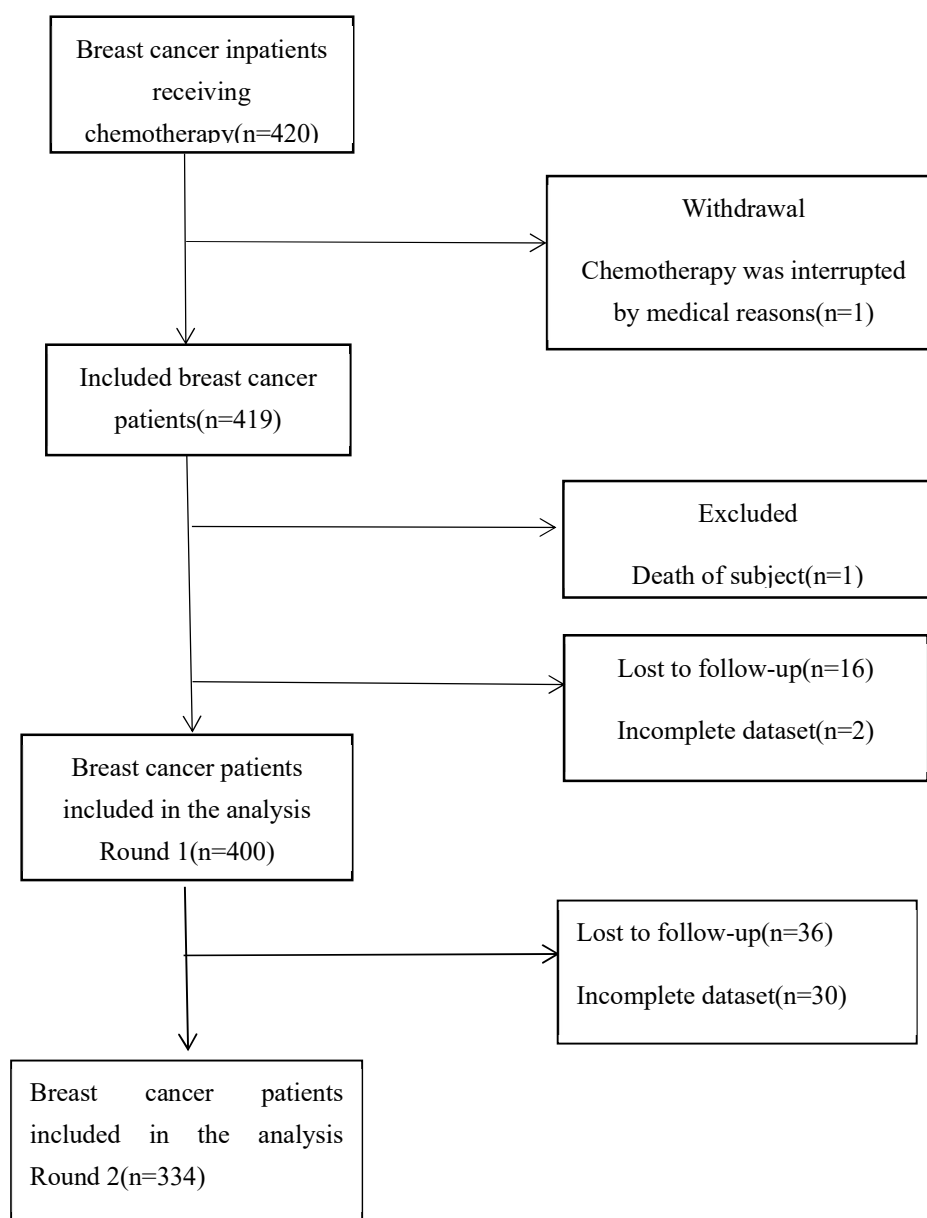 Breast cancer inpatients
receiving
chemotherapy(n=420)
Withdrawal
Chemotherapy was interrupted
by medical reasons(n=1)
Included breast cancer
patients(n=419)
Excluded
Death of subject(n=1)
Lost to follow-up(n=16)
Incomplete dataset(n=2)
Breast cancer patients
included in the analysis
Round 1(n=400)
Lost to follow-up(n=36)
Incomplete dataset(n=30)
Breast cancer patients
included in the analysis
Round 2(n=334)